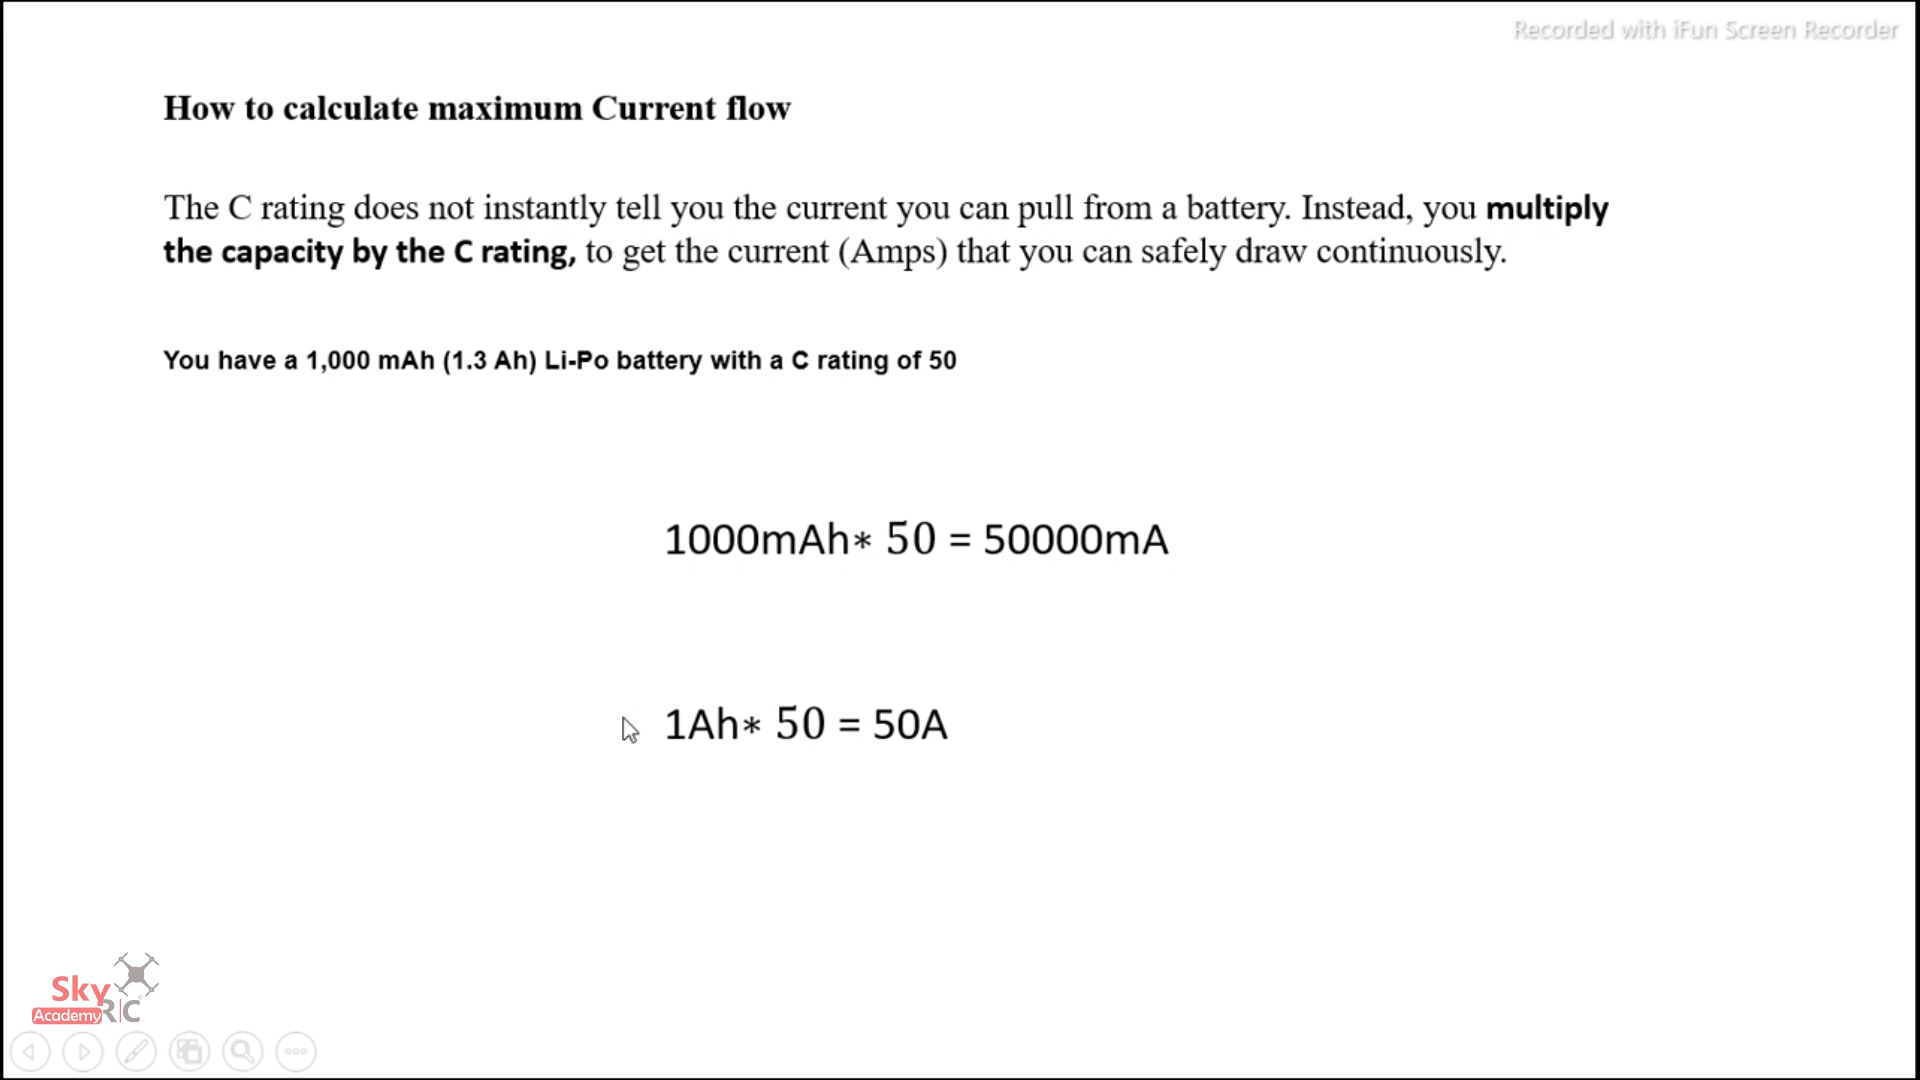 Recorded with iFun Screen Recorder
How to calculate maximum Current flow
The C rating does not instantly tell you the current you can pull from a battery. Instead, you multiply
the capacity by the C rating, to get the current (Amps) that you can safely draw continuously.
You have a 1,000 mAh (1.3 Ah) Li-Po battery with a C rating of 50
1000mAh* 50 = 50000mA
1Ah* 50 = 50A
Sky
Academy RC